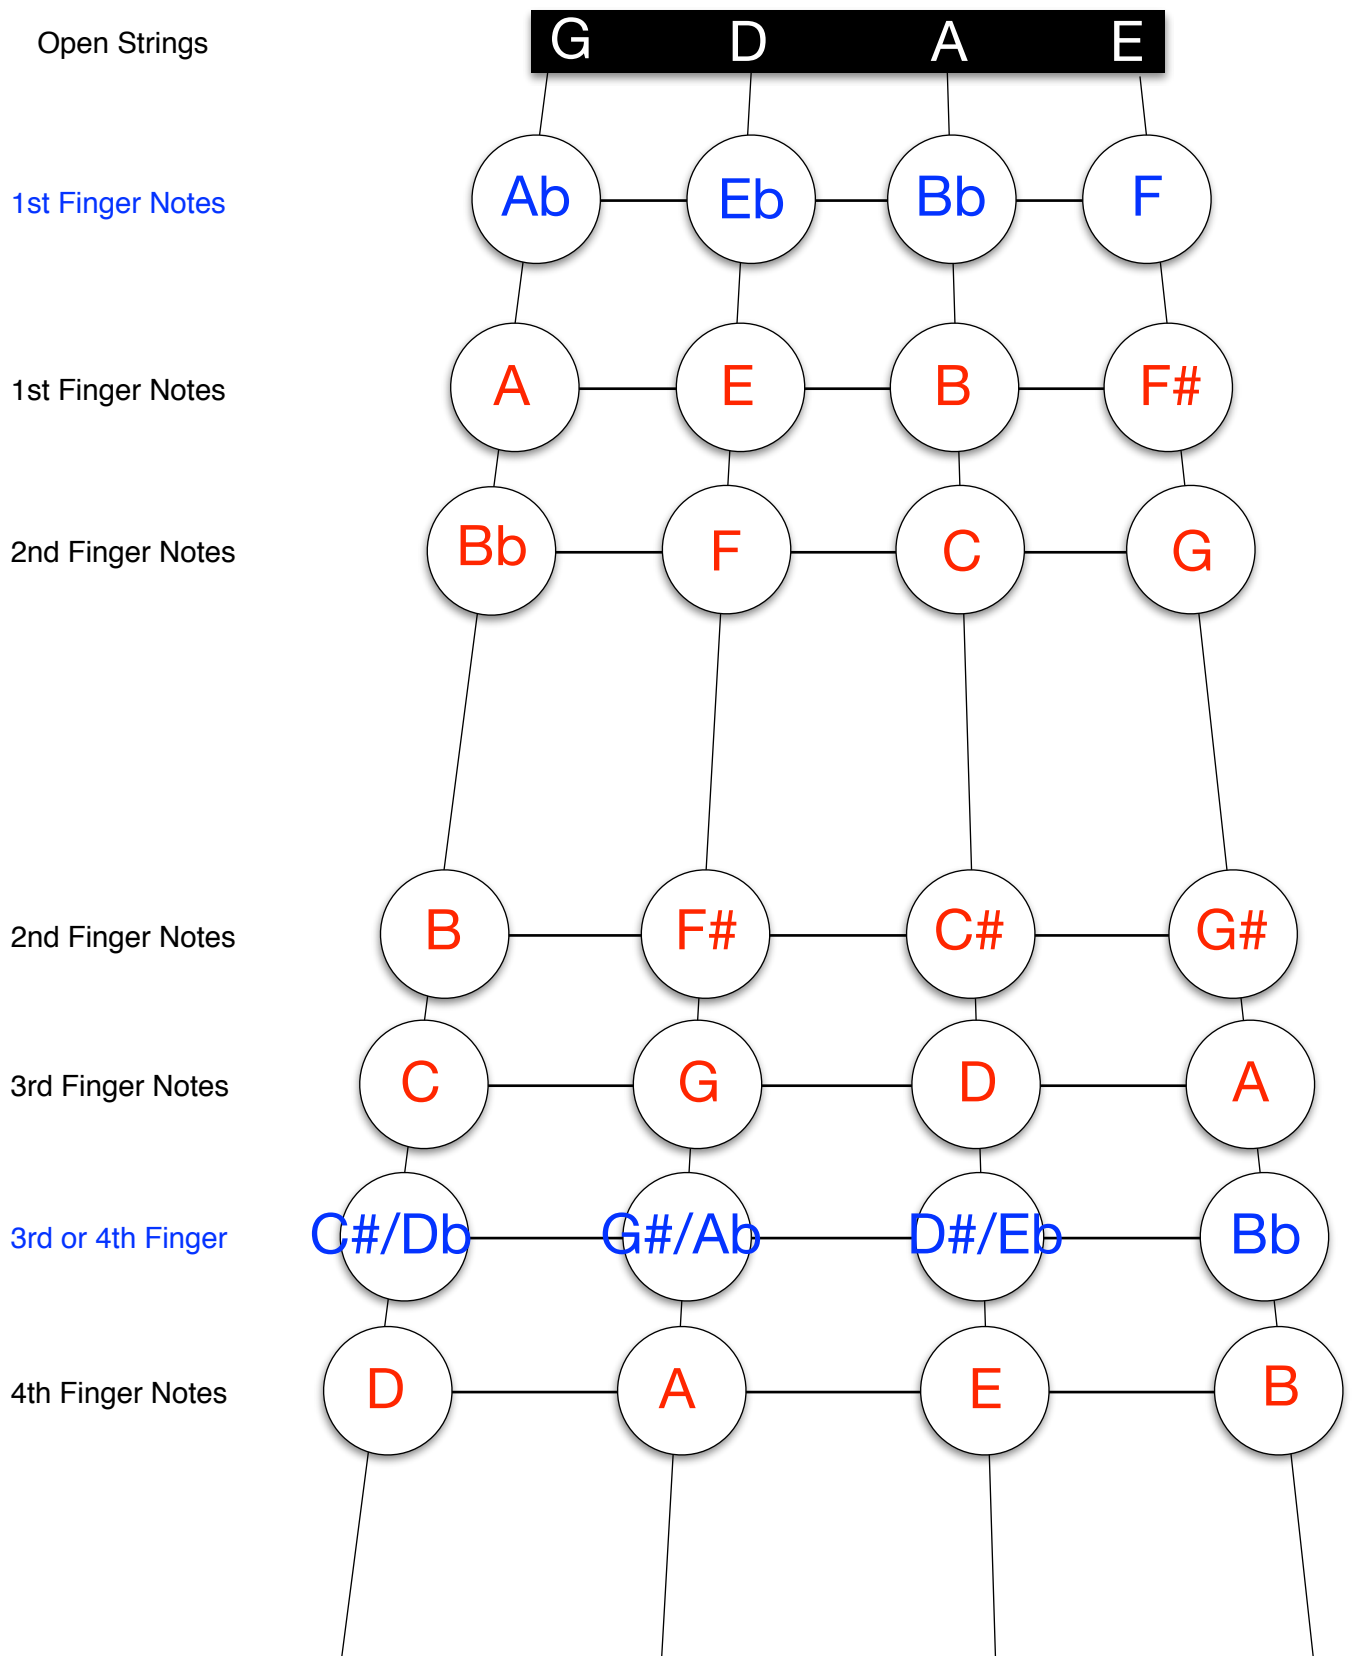 Open Strings G D A E
1st Finger Notes Ab Eb Bb F
1st Finger Notes A E B F#
2nd Finger Notes Bb F C G
2nd Finger Notes B F# C# G#
3rd Finger Notes C G D A
3rd or 4th Finger C#/Db G#/Ab D#/Eb Bb
4th Finger Notes D A E B